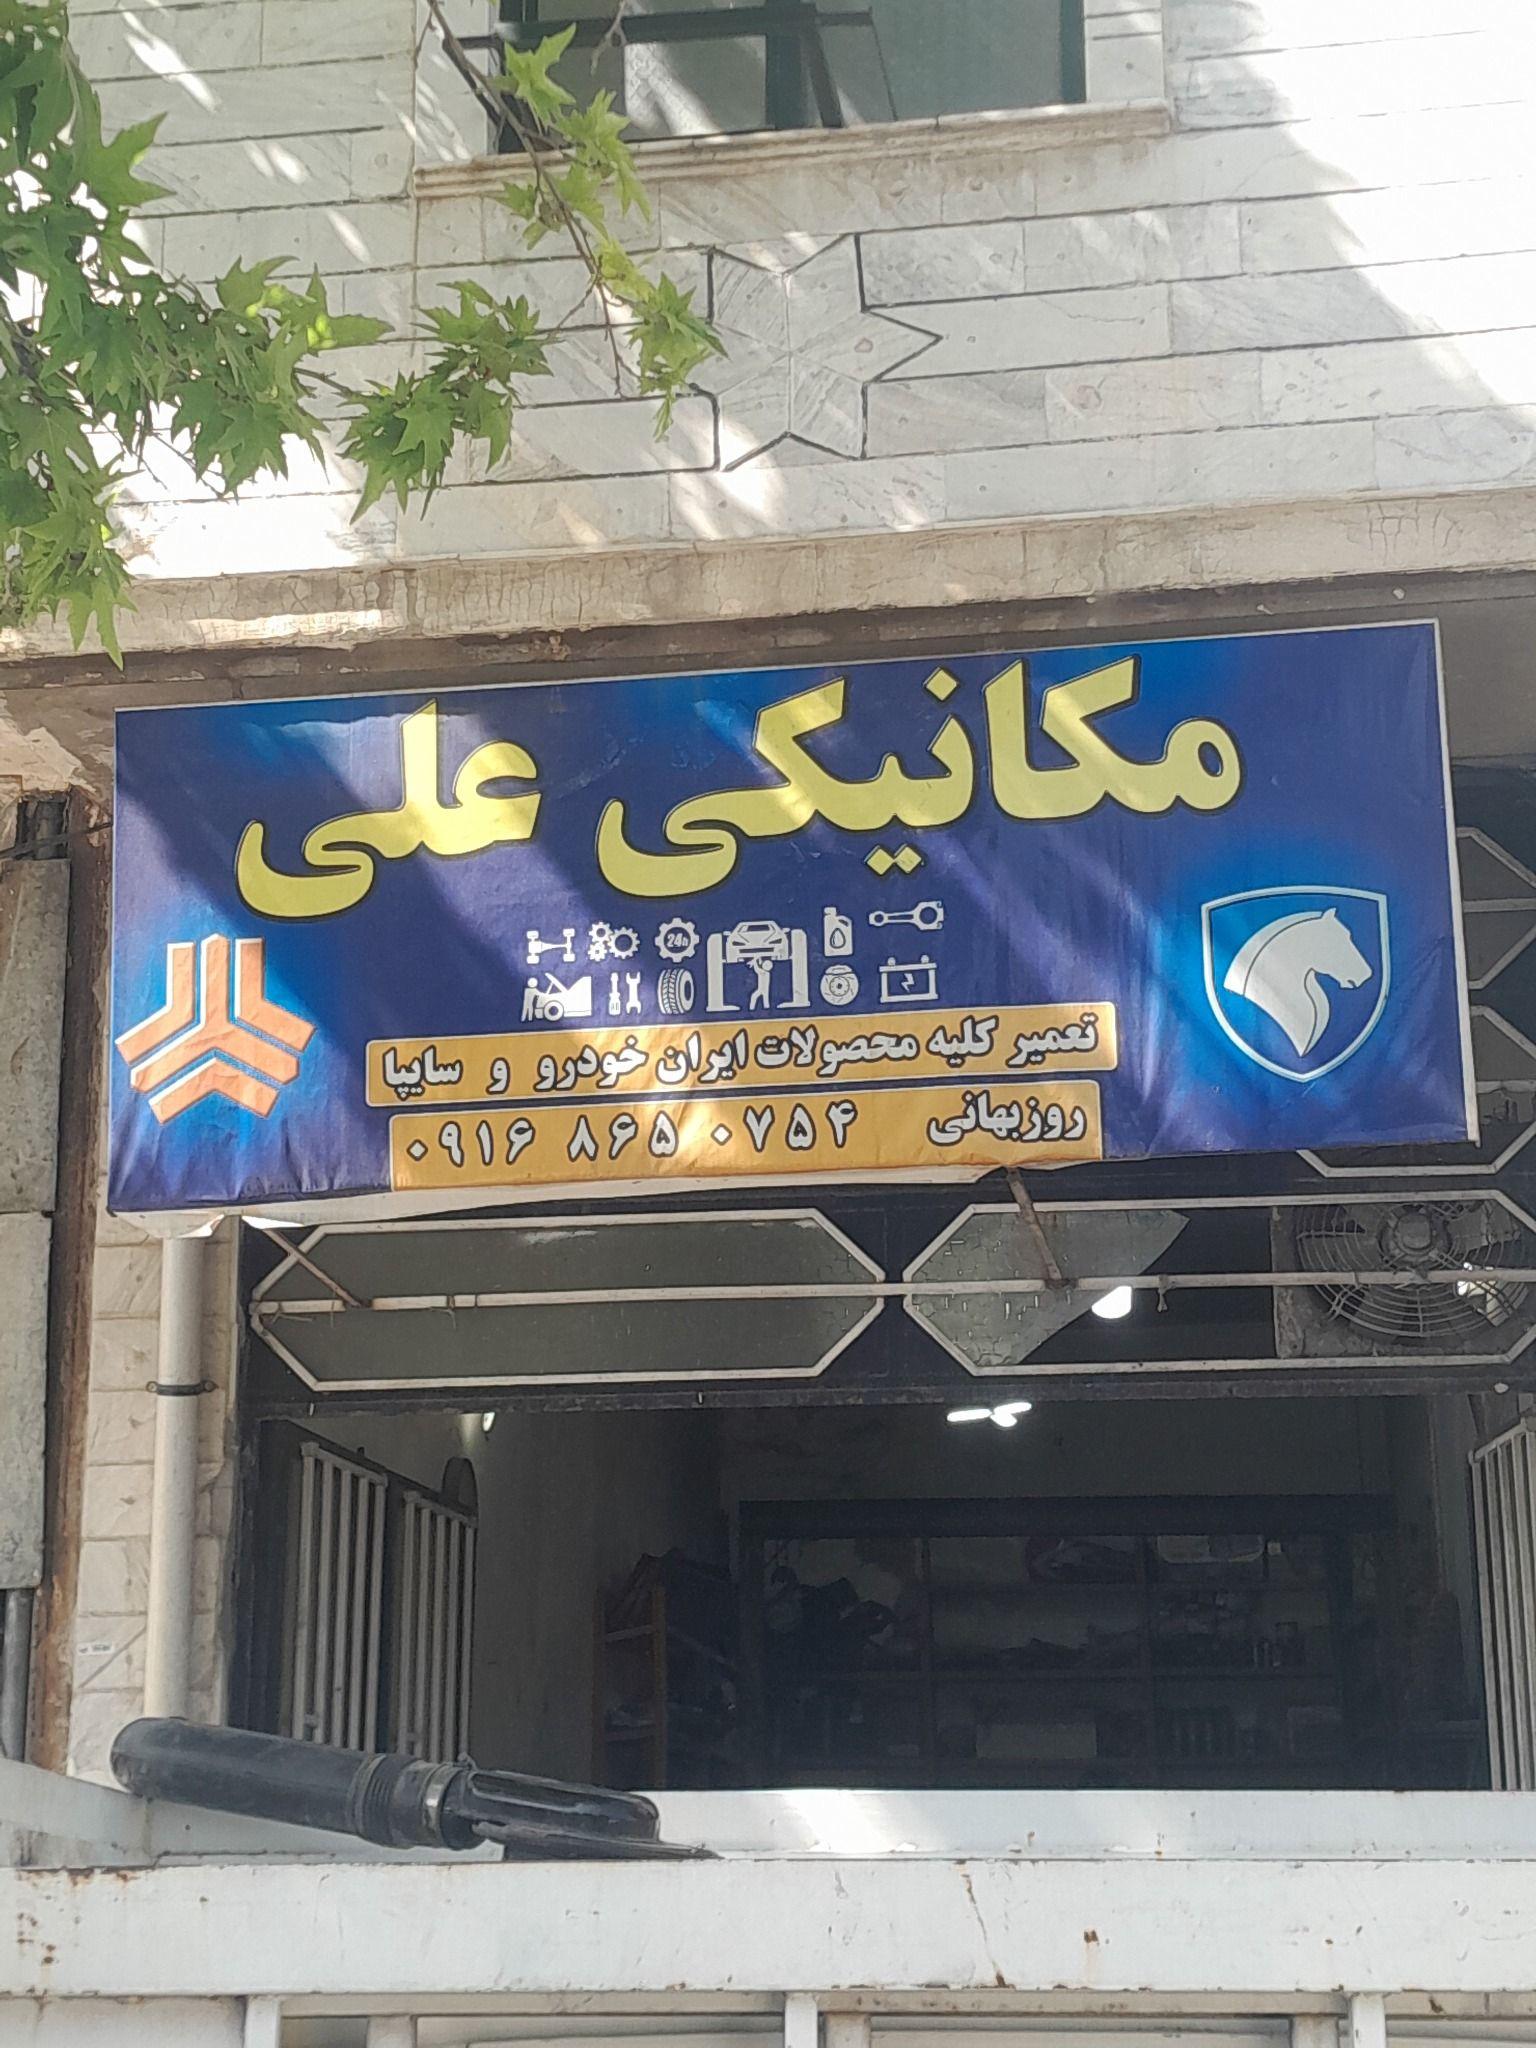 مکانیکی علی
24h
تعمیر کلیه محصولات ایران خودرو و سایپا
روزبهانی ۰۹۱۶ ۸۶۵ ۰۷۵۴